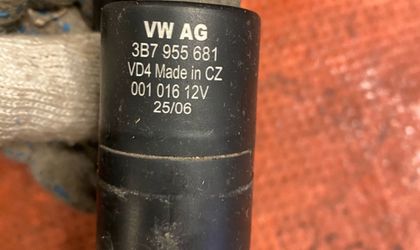 VW AG
3B7 955 681
VD4 Made in CZ
001 016 12V
25/06